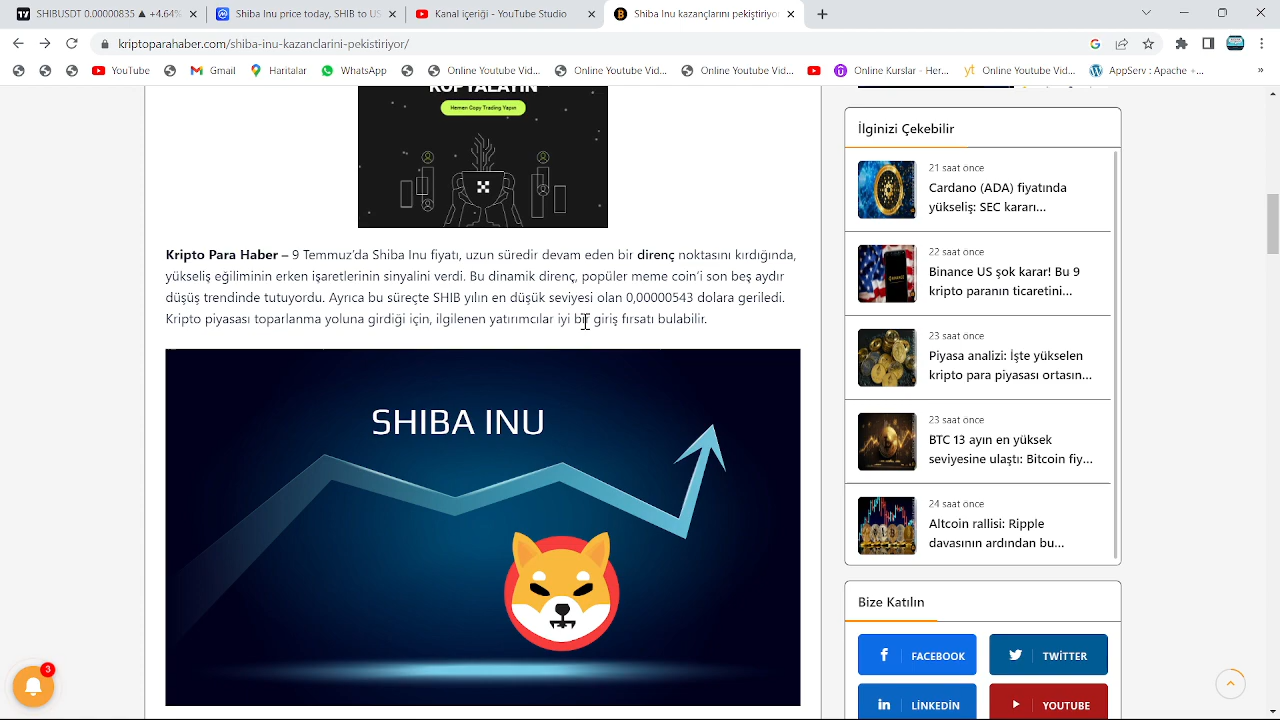 SHIBUSDT 0.00000835 ▲ +3.54%
Shiba Inu price today, SHIB to US
Kanal içeriği - YouTube Studio
Shiba Inu kazançlarını pekiştiriyor
kriptoparahaber.com/shiba-inu-kazanclarini-pekistiriyor/
YouTube
Gmail
Haritalar
WhatsApp
Online Youtube Vid...
Online Youtube Vid...
Online Youtube Vid...
Online Kurslar - Her...
Online Youtube Vid...
AppServ : Apache +...
»
KOPYALATIN
Hemen Copy Trading Yapın
Kripto Para Haber – 9 Temmuz'da Shiba Inu fiyatı, uzun süredir devam eden bir direnç noktasını kırdığında,
yükseliş eğiliminin erken işaretlerinin sinyalini verdi. Bu dinamik direnç, popüler meme coin'i son beş aydır
düşüş trendinde tutuyordu. Ayrıca bu süreçte SHIB yılın en düşük seviyesi olan 0,00000543 dolara geriledi.
Kripto piyasası toparlanma yoluna girdiği için, ilgilenen yatırımcılar iyi bir giriş fırsatı bulabilir.
SHIBA INU
İlginizi Çekebilir
21 saat önce
Cardano (ADA) fiyatında
yükseliş: SEC kararı...
22 saat önce
Binance US şok karar! Bu 9
kripto paranın ticaretini...
23 saat önce
Piyasa analizi: İşte yükselen
kripto para piyasası ortasın...
23 saat önce
BTC 13 ayın en yüksek
seviyesine ulaştı: Bitcoin fiy...
24 saat önce
Altcoin rallisi: Ripple
davasının ardından bu...
Bize Katılın
FACEBOOK
TWİTTER
LİNKEDİN
YOUTUBE
3